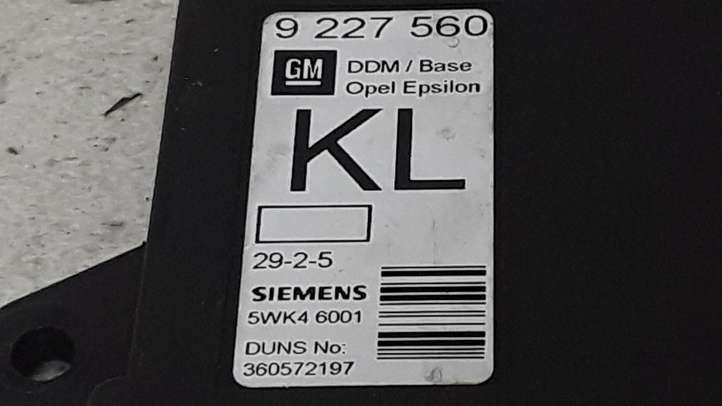 9 227 560
GM DDM / Base
Opel Epsilon
KL
29-2-5
SIEMENS
5WK4 6001
DUNS No:
360572197